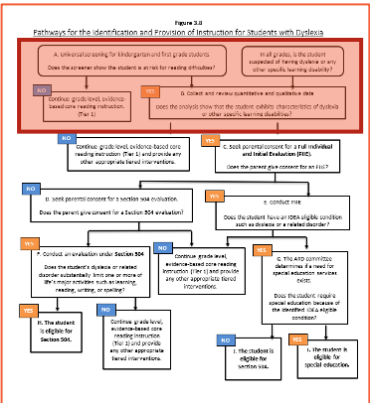 Figure 3.8
Pathways for the Identification and Provision of Instruction for Students with Dyslexia
A. Universal screening for kindergarten and first grade students
Does the screener show the student is at risk for reading difficulties?
In all grades, is the student
suspected of having dyslexia or any
other specific learning disability?
NO
Continue grade level, evidence-
based core reading instruction.
(Tier 1)
YES
B. Collect and review quantitative and qualitative data
Does the analysis show that the student exhibits characteristics of dyslexia
or other specific learning disabilities?
NO
Continue grade level, evidence-based core
reading instruction (Tier 1) and provide any
other appropriate tiered interventions.
YES
C. Seek parental consent for a Full Individual
and Initial Evaluation (FIIE).
Does the parent give consent for an FIIE?
NO
D. Seek parental consent for a Section 504 evaluation.
Does the parent give consent for a Section 504 evaluation?
YES
E. Conduct FIIE
Does the student have an IDEA eligible condition
such as dyslexia or a related disorder?
YES
F. Conduct an evaluation under Section 504
Does the student's dyslexia or related
disorder substantially limit one or more of
life's major activities such as learning,
reading, writing, or spelling?
NO
Continue grade level,
evidence-based core reading
instruction (Tier 1) and provide
any other appropriate tiered
interventions.
YES
G. The ARD committee
determines if a need for
special education services
exists.
Does the student require
special education because of
the identified IDEA eligible
condition?
YES
H. The student
is eligible for
Section 504.
NO
Continue grade level,
evidence-based core
reading instruction
(Tier 1) and provide
any other appropriate
tiered interventions.
NO
I. The student is
eligible for
Section 504.
YES
The student is
eligible for
special education.